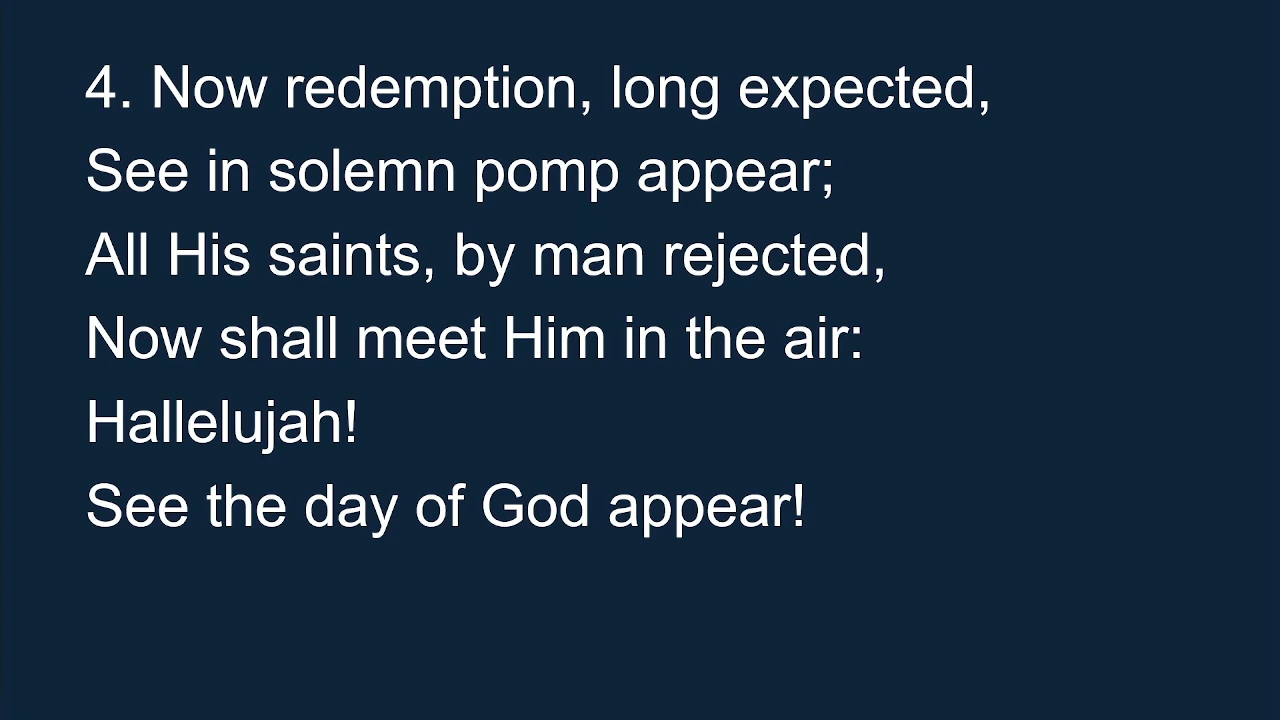 4. Now redemption, long expected,
See in solemn pomp appear;
All His saints, by man rejected,
Now shall meet Him in the air:
Hallelujah!
See the day of God appear!